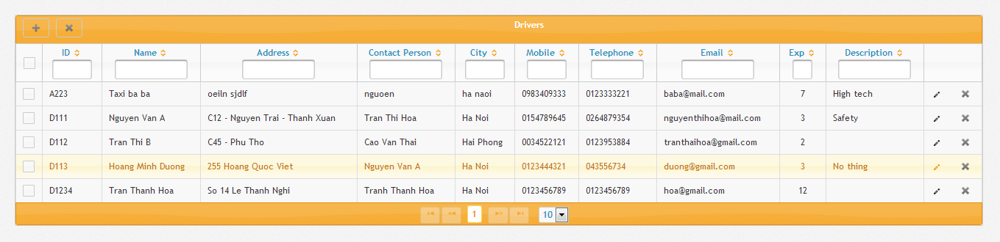 Drivers
ID Name Address Contact Person City Mobile Telephone Email Exp Description
A223 Taxi ba ba oeiln sjdlf nguoen ha naoi 0983409333 0123333221 baba@mail.com 7 High tech
D111 Nguyen Van A C12 - Nguyen Trai - Thanh Xuan Tran Thi Hoa Ha Noi 0154789645 0264879354 nguyenthihoa@mail.com 3 Safety
D112 Tran Thi B C45 - Phu Tho Cao Van Thai Hai Phong 0034522121 0123953884 tranthaihoa@gmail.com 2
D113 Hoang Minh Duong 255 Hoang Quoc Viet Nguyen Van A Ha Noi 0123444321 043556734 duong@gmail.com 3 No thing
D1234 Tran Thanh Hoa So 14 Le Thanh Nghi Tranh Thanh Hoa Ha Noi 0123456789 0123456789 hoa@gmail.com 12
1 10